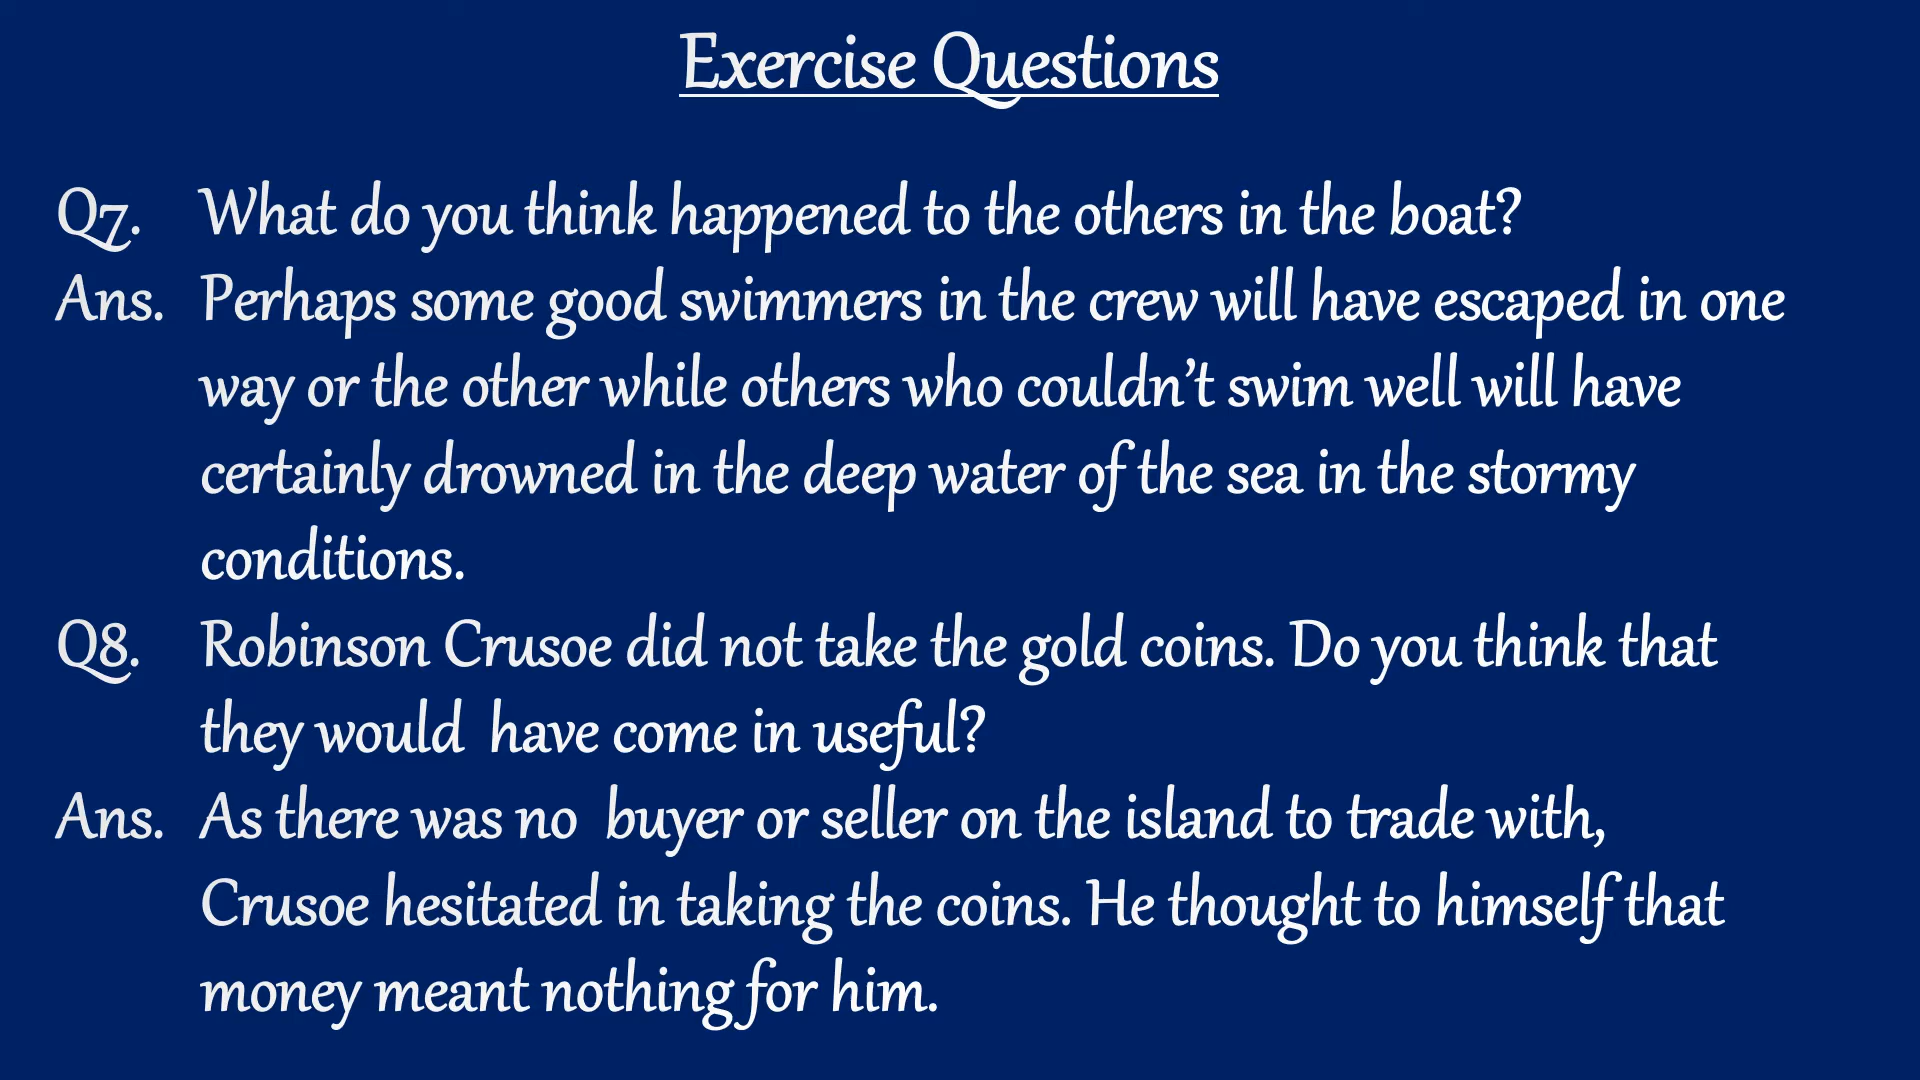 Exercise Questions
Q7. What do you think happened to the others in the boat?
Ans. Perhaps some good swimmers in the crew will have escaped in one
way or the other while others who couldn’t swim well will have
certainly drowned in the deep water of the sea in the stormy
conditions.
Q8. Robinson Crusoe did not take the gold coins. Do you think that
they would have come in useful?
Ans. As there was no buyer or seller on the island to trade with,
Crusoe hesitated in taking the coins. He thought to himself that
money meant nothing for him.